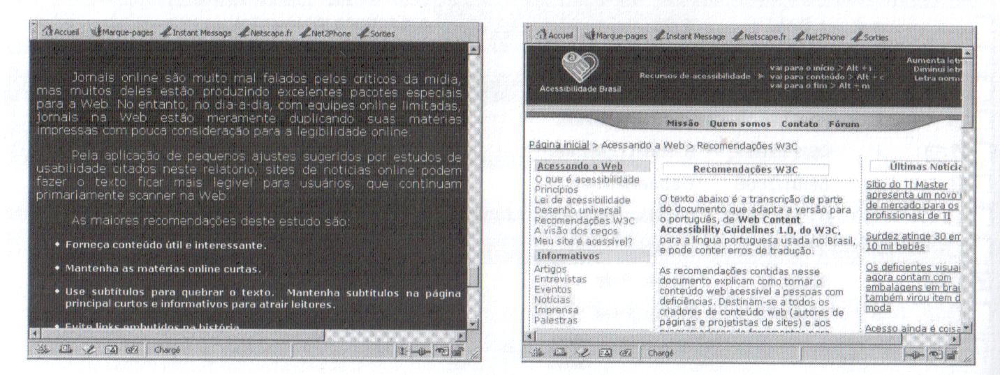 Accueil Marque-pages Instant Message Netscape.fr Net2Phone Sorties
Jornais online são muito mal falados pelos críticos da mídia,
mas muitos deles estão produzindo excelentes pacotes especiais
para a Web. No entanto, no dia-a-dia, com equipes online limitadas,
jornais na Web estão meramente duplicando suas matérias
impressas com pouca consideração para a legibilidade online.
Pela aplicação de pequenos ajustes sugeridos por estudos de
usabilidade citados neste relatório, sites de notícias online podem
fazer o texto ficar mais legível para usuários, que continuam
primariamente scanner na Web.
As maiores recomendações deste estudo são:
• Forneça conteúdo útil e interessante.
• Mantenha as matérias online curtas.
• Use subtítulos para quebrar o texto. Mantenha subtítulos na página
principal curtos e informativos para atrair leitores.
• Evite links embutidos na história
Chargé
Accueil Marque-pages Instant Message Netscape.fr Net2Phone Sorties
Acessibilidade Brasil
Recursos de acessibilidade
vai para o início > Alt + i
vai para conteúdo > Alt + c
vai para o fim > Alt + m
Aumenta letr
Diminui letr
Letra norma
Missão Quem somos Contato Fórum
Página inicial > Acessando a Web > Recomendações W3C
Acessando a Web
O que é acessibilidade
Princípios
Lei de acessibilidade
Desenho universal
Recomendações W3C
A visão dos cegos
Meu site é acessível?
Informativos
Artigos
Entrevistas
Eventos
Notícias
Imprensa
Palestras
Recomendações W3C
O texto abaixo é a transcrição de parte
do documento que adapta a versão para
o português, de Web Content
Accessibility Guidelines 1.0, do W3C,
para a língua portuguesa usada no Brasil,
e pode conter erros de tradução.
As recomendações contidas nesse
documento explicam como tornar o
conteúdo web acessível a pessoas com
deficiências. Destinam-se a todos os
criadores de conteúdo web (autores de
páginas e projetistas de sites) e aos
programadores de ferramentas para
Últimas Notícia
Sítio do TI Master
apresenta um novo
de mercado para os
profissionasi de TI
Surdez atinge 30 em
10 mil bebês
Os deficientes visuai
agora contam com
embalagens em brai
também virou item d
moda
Acesso ainda é coisa
Chargé